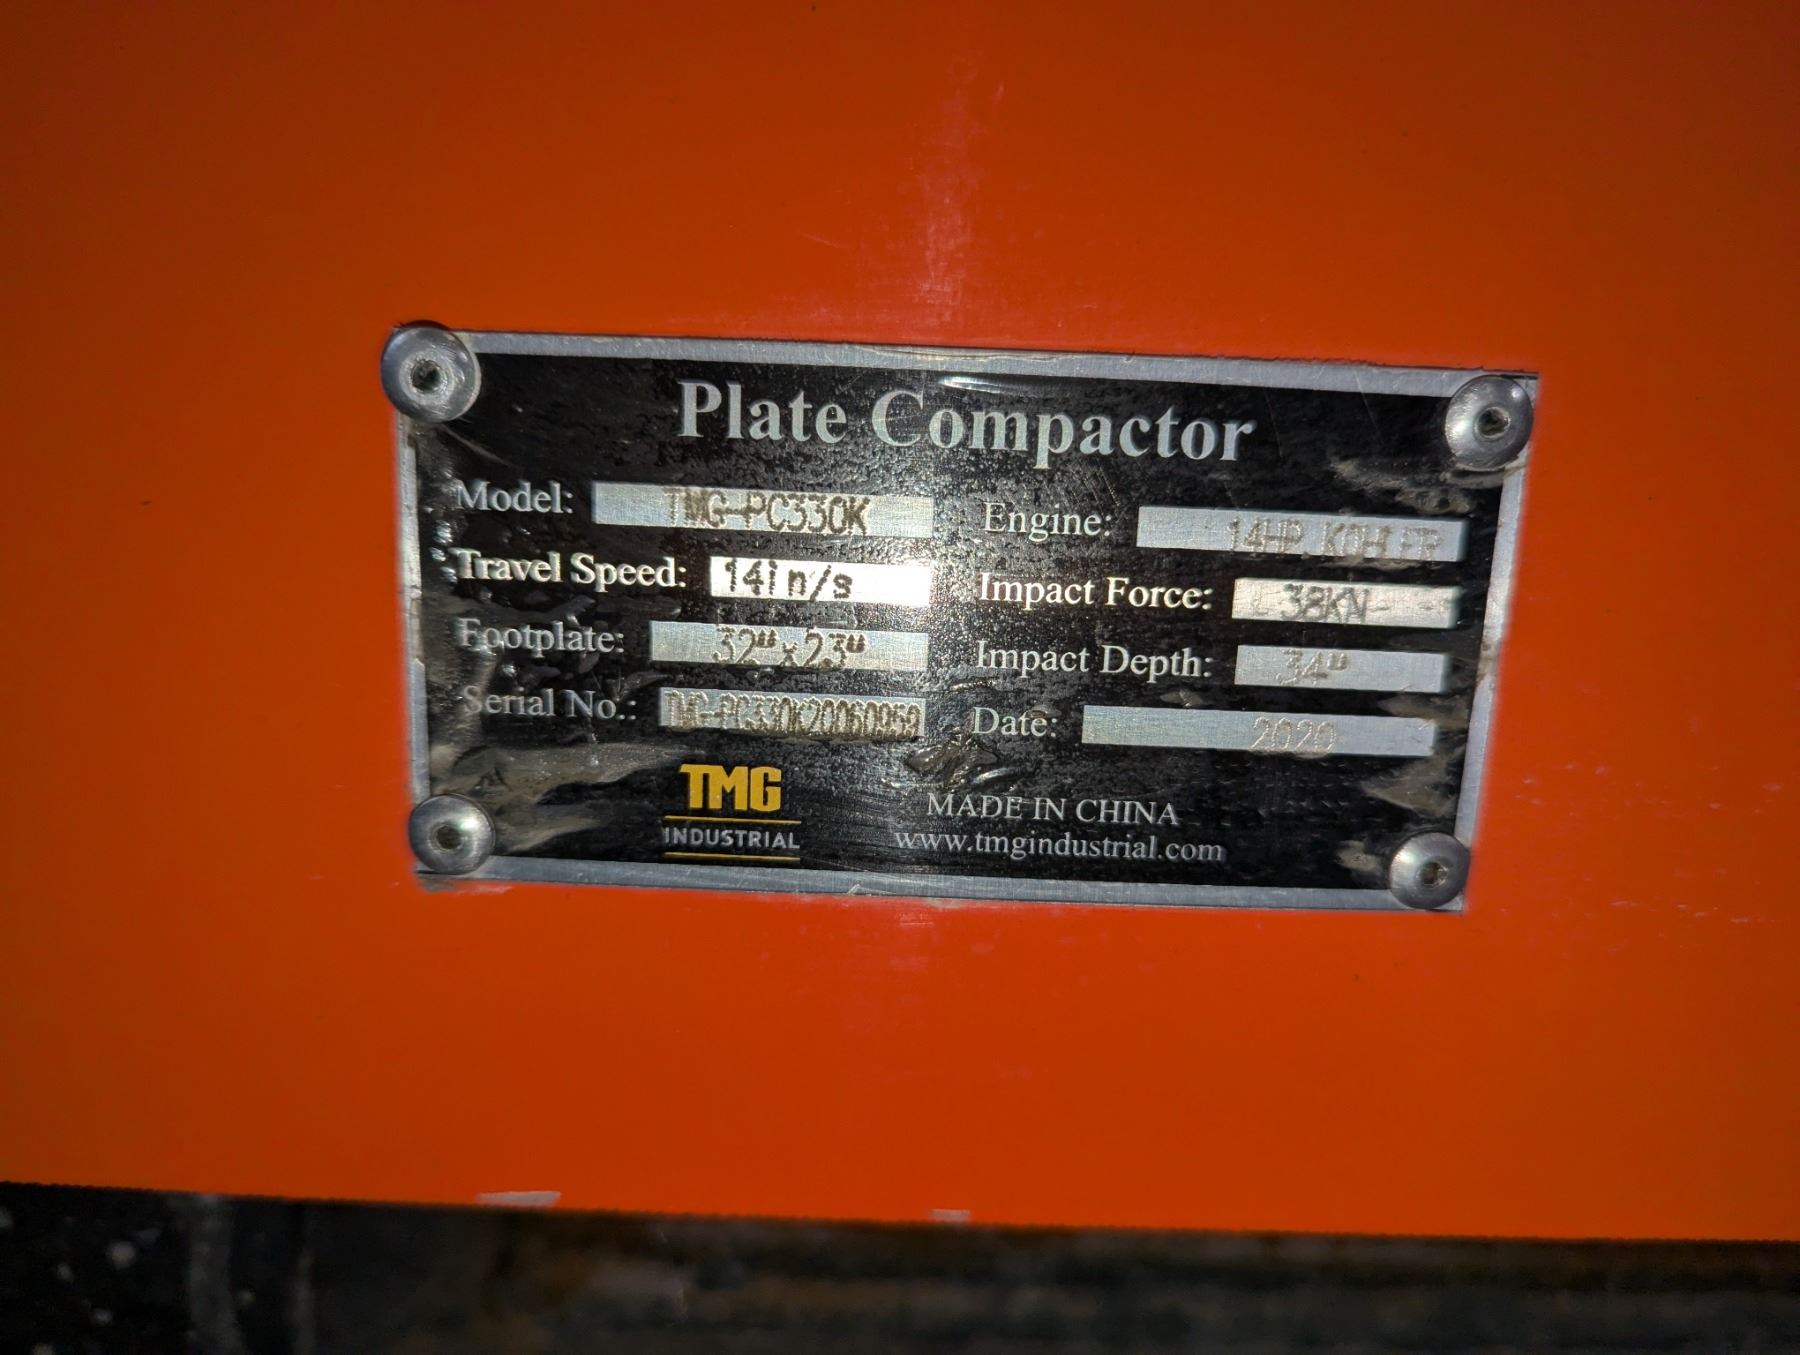 Plate Compactor
Model: TMG-PC330K Engine: 14HP. KOHLER
Travel Speed: 14in/s Impact Force: 38KN
Footplate: 32"x23" Impact Depth: 34"
Serial No.: Date: 2020
TMG
INDUSTRIAL
MADE IN CHINA
www.tmgindustrial.com